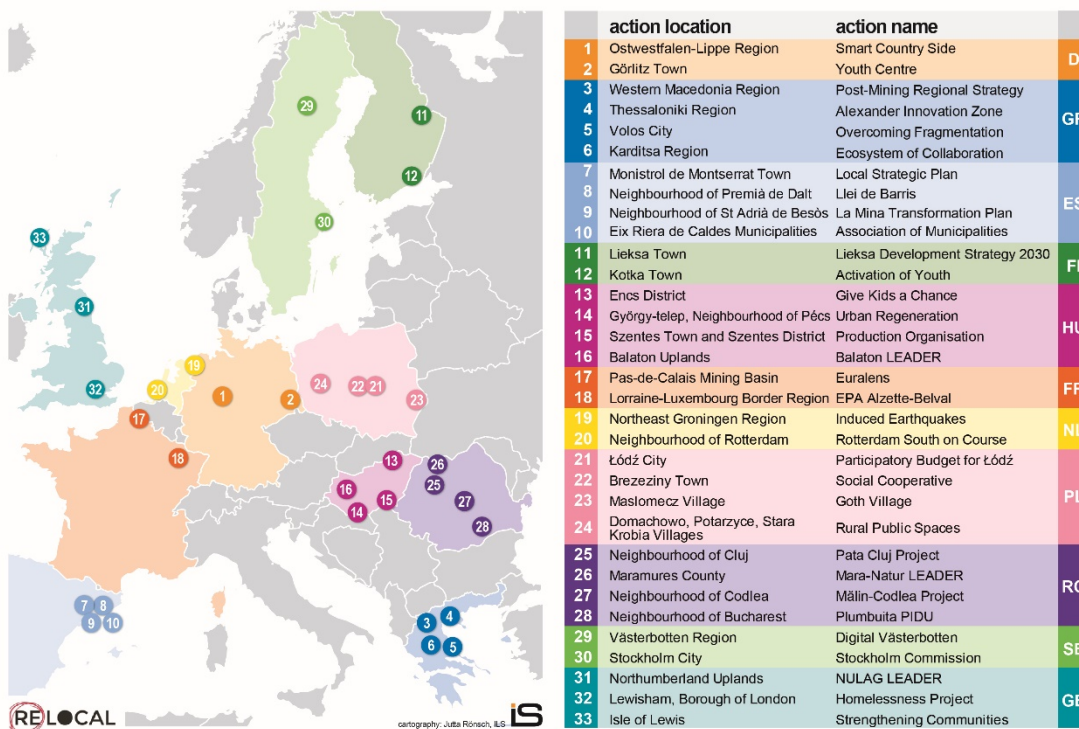 29
11
12
30
33
31
32
19
20
1
2
24
22
21
23
17
18
13
26
16
25
15
27
14
28
7
8
9
10
4
3
6
5
RELOCAL
cartography: Jutta Rönsch, ILS
action location action name
1 Ostwestfalen-Lippe Region Smart Country Side
2 Görlitz Town Youth Centre
3 Western Macedonia Region Post-Mining Regional Strategy
4 Thessaloniki Region Alexander Innovation Zone
5 Volos City Overcoming Fragmentation
6 Karditsa Region Ecosystem of Collaboration
7 Monistrol de Montserrat Town Local Strategic Plan
8 Neighbourhood of Premià de Dalt Llei de Barris
9 Neighbourhood of St Adrià de Besòs La Mina Transformation Plan
10 Eix Riera de Caldes Municipalities Association of Municipalities
11 Lieksa Town Lieksa Development Strategy 2030
12 Kotka Town Activation of Youth
13 Encs District Give Kids a Chance
14 György-telep, Neighbourhood of Pécs Urban Regeneration
15 Szentes Town and Szentes District Production Organisation
16 Balaton Uplands Balaton LEADER
17 Pas-de-Calais Mining Basin Euralens
18 Lorraine-Luxembourg Border Region EPA Alzette-Belval
19 Northeast Groningen Region Induced Earthquakes
20 Neighbourhood of Rotterdam Rotterdam South on Course
21 Łódź City Participatory Budget for Łódź
22 Brezeziny Town Social Cooperative
23 Maslomecz Village Goth Village
24 Domachowo, Potarzyce, Stara Krobia Villages Rural Public Spaces
25 Neighbourhood of Cluj Pata Cluj Project
26 Maramures County Mara-Natur LEADER
27 Neighbourhood of Codlea Mălin-Codlea Project
28 Neighbourhood of Bucharest Plumbuita PIDU
29 Västerbotten Region Digital Västerbotten
30 Stockholm City Stockholm Commission
31 Northumberland Uplands NULAG LEADER
32 Lewisham, Borough of London Homelessness Project
33 Isle of Lewis Strengthening Communities